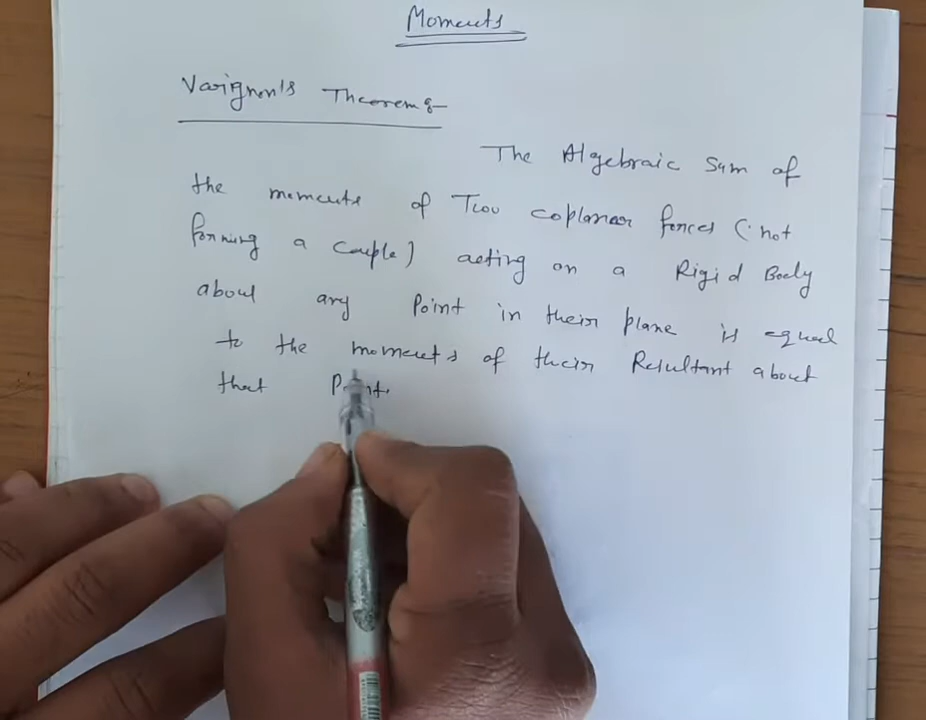 Moments
Varignon's Theorem :-
The Algebraic Sum of
the moments of Two coplanar forces (not
forming a couple) acting on a Rigid Body
about any Point in their plane is equal
to the moments of their Resultant about
that Point.